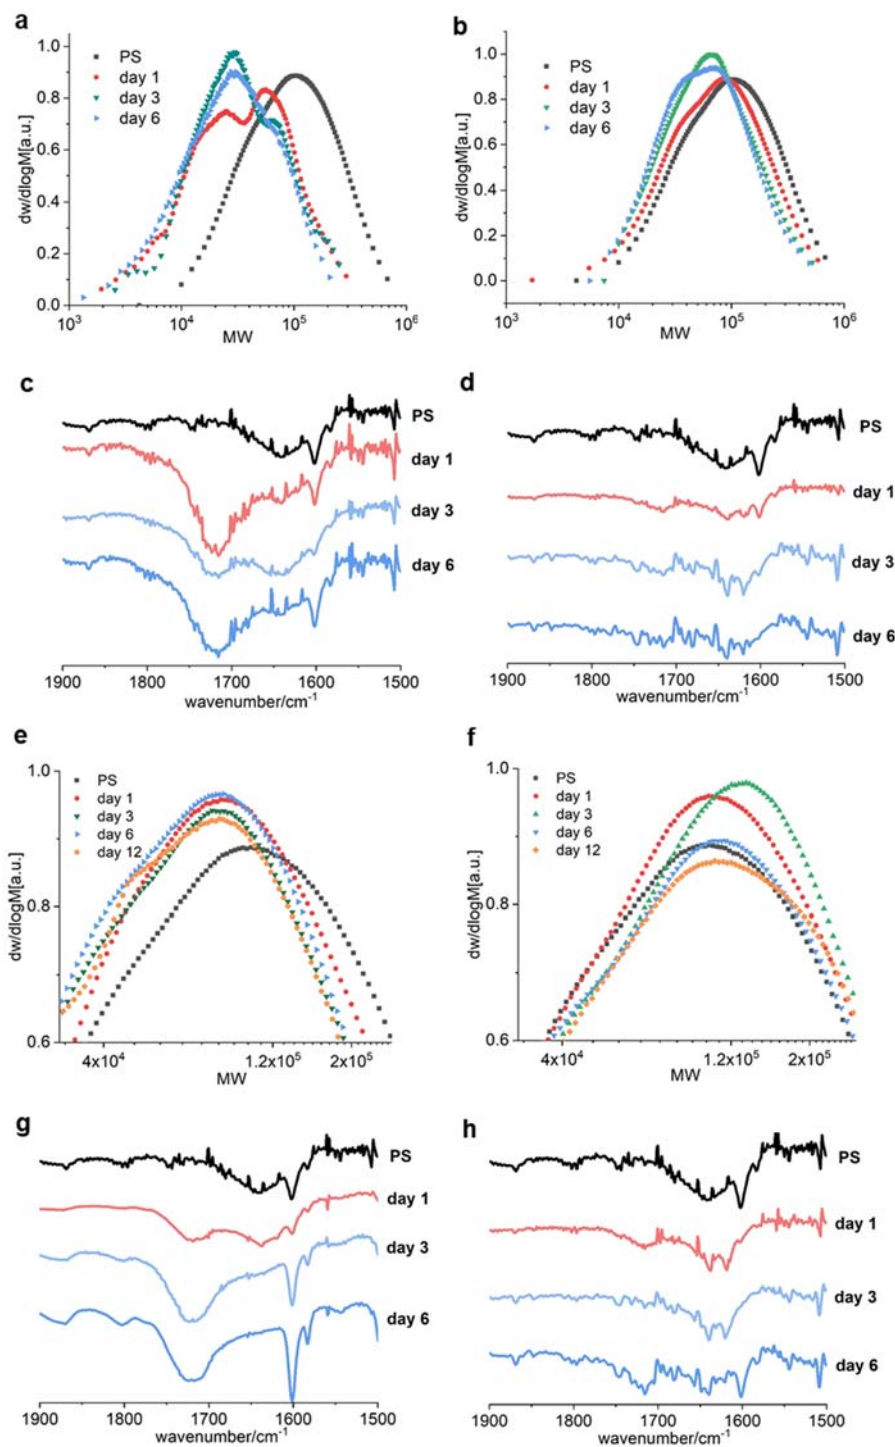 a
1.0
0.8
0.6
0.4
0.2
0.0
dw/dlogM[a.u.]
PS
day 1
day 3
day 6
10³
10⁴
10⁵
10⁶
MW
b
1.0
0.8
0.6
0.4
0.2
0.0
dw/dlogM[a.u.]
PS
day 1
day 3
day 6
10³
10⁴
10⁵
10⁶
MW
c
PS
day 1
day 3
day 6
1900
1800
1700
1600
1500
wavenumber/cm⁻¹
d
PS
day 1
day 3
day 6
1900
1800
1700
1600
1500
wavenumber/cm⁻¹
e
1.0
0.8
0.6
dw/dlogM[a.u.]
PS
day 1
day 3
day 6
day 12
4x10⁴
1.2x10⁵
2x10⁵
MW
f
1.0
0.8
0.6
dw/dlogM[a.u.]
PS
day 1
day 3
day 6
day 12
4x10⁴
1.2x10⁵
2x10⁵
MW
g
PS
day 1
day 3
day 6
1900
1800
1700
1600
1500
wavenumber/cm⁻¹
h
PS
day 1
day 3
day 6
1900
1800
1700
1600
1500
wavenumber/cm⁻¹